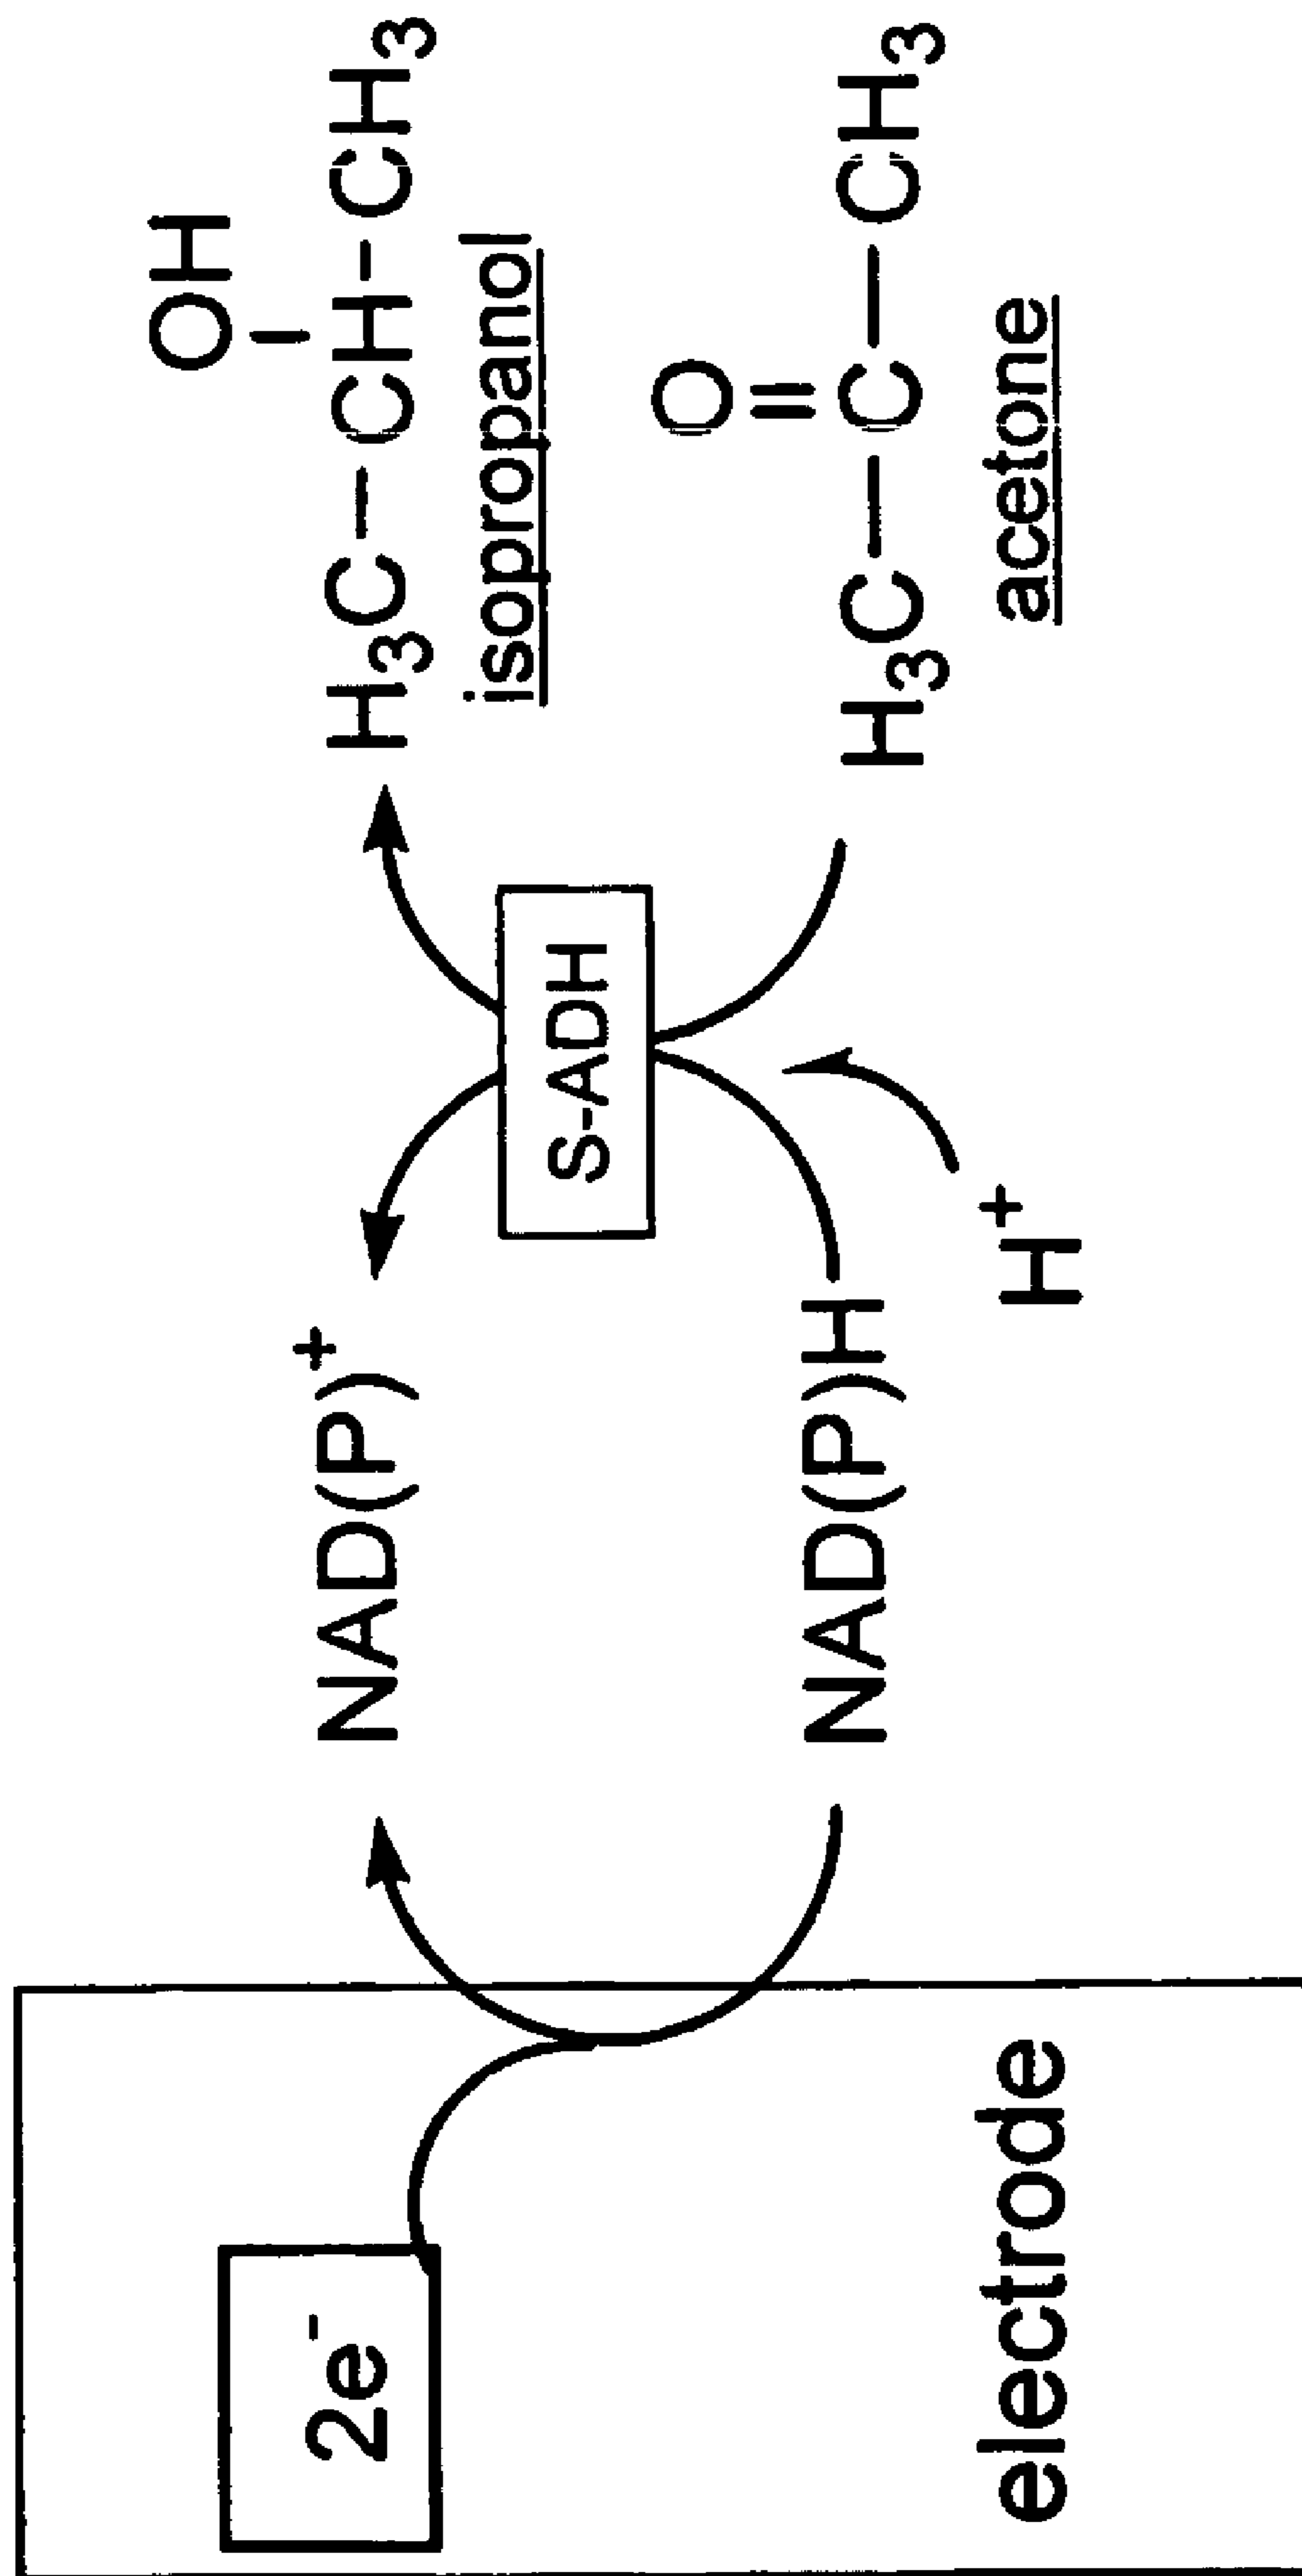 OH
2e⁻
NAD(P)⁺
H₃C–CH–CH₃
isopropanol
S-ADH
O
NAD(P)H
H₃C—C—CH₃
electrode
H⁺
acetone